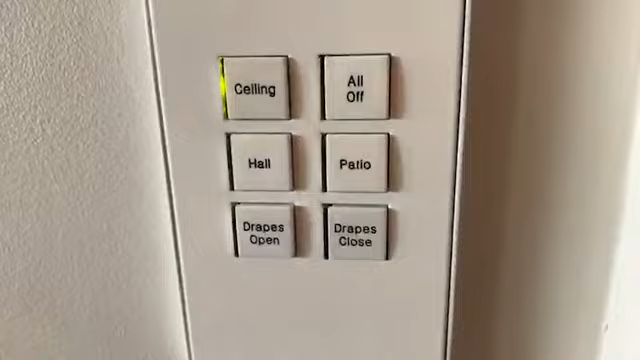 Ceiling
All
Off
Hall
Patio
Drapes
Open
Drapes
Close